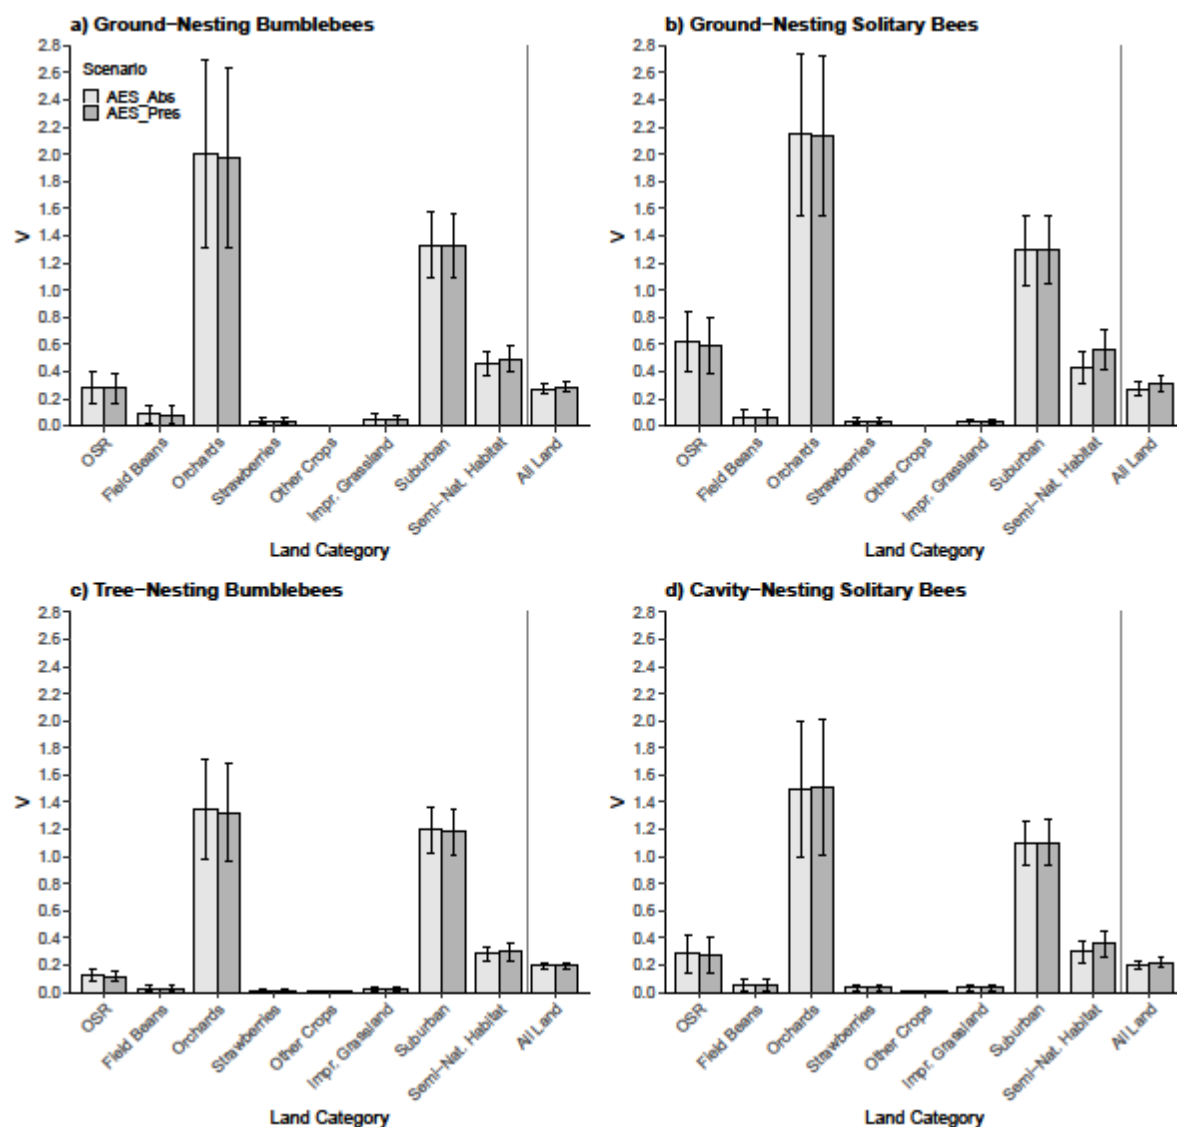 a) Ground-Nesting Bumblebees
2.8
2.6
2.4
2.2
2.0
1.8
1.6
1.4
1.2
1.0
0.8
0.6
0.4
0.2
0.0
V
Scenario
AES_Abs
AES_Pres
OSR
Field Beans
Orchards
Strawberries
Other Crops
Impr. Grassland
Suburban
Semi-Nat. Habitat
All Land
Land Category
b) Ground-Nesting Solitary Bees
2.8
2.6
2.4
2.2
2.0
1.8
1.6
1.4
1.2
1.0
0.8
0.6
0.4
0.2
0.0
V
OSR
Field Beans
Orchards
Strawberries
Other Crops
Impr. Grassland
Suburban
Semi-Nat. Habitat
All Land
Land Category
c) Tree-Nesting Bumblebees
2.8
2.6
2.4
2.2
2.0
1.8
1.6
1.4
1.2
1.0
0.8
0.6
0.4
0.2
0.0
V
OSR
Field Beans
Orchards
Strawberries
Other Crops
Impr. Grassland
Suburban
Semi-Nat. Habitat
All Land
Land Category
d) Cavity-Nesting Solitary Bees
2.8
2.6
2.4
2.2
2.0
1.8
1.6
1.4
1.2
1.0
0.8
0.6
0.4
0.2
0.0
V
OSR
Field Beans
Orchards
Strawberries
Other Crops
Impr. Grassland
Suburban
Semi-Nat. Habitat
All Land
Land Category